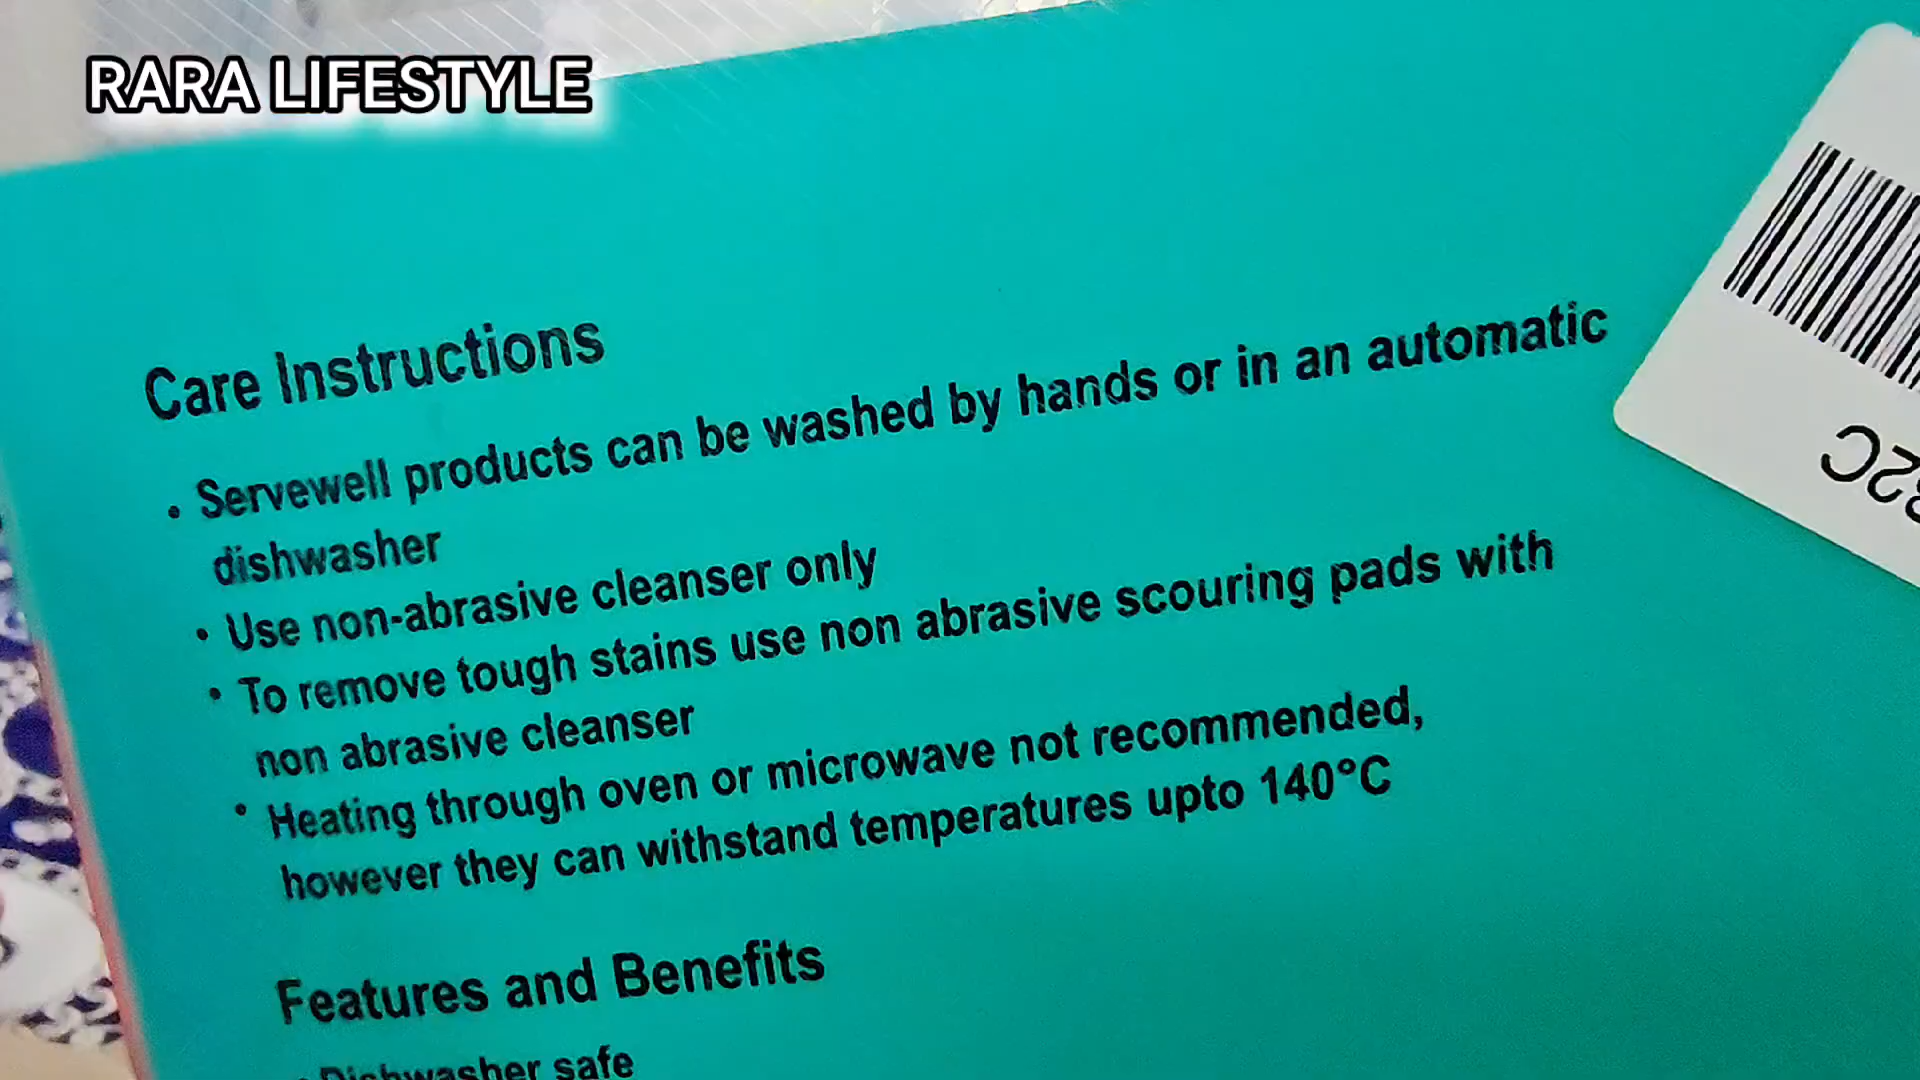 RARA LIFESTYLE
Care Instructions
• Servewell products can be washed by hands or in an automatic
dishwasher
• Use non-abrasive cleanser only
• To remove tough stains use non abrasive scouring pads with
non abrasive cleanser
• Heating through oven or microwave not recommended,
however they can withstand temperatures upto 140°C
Features and Benefits
• Dishwasher safe
2C